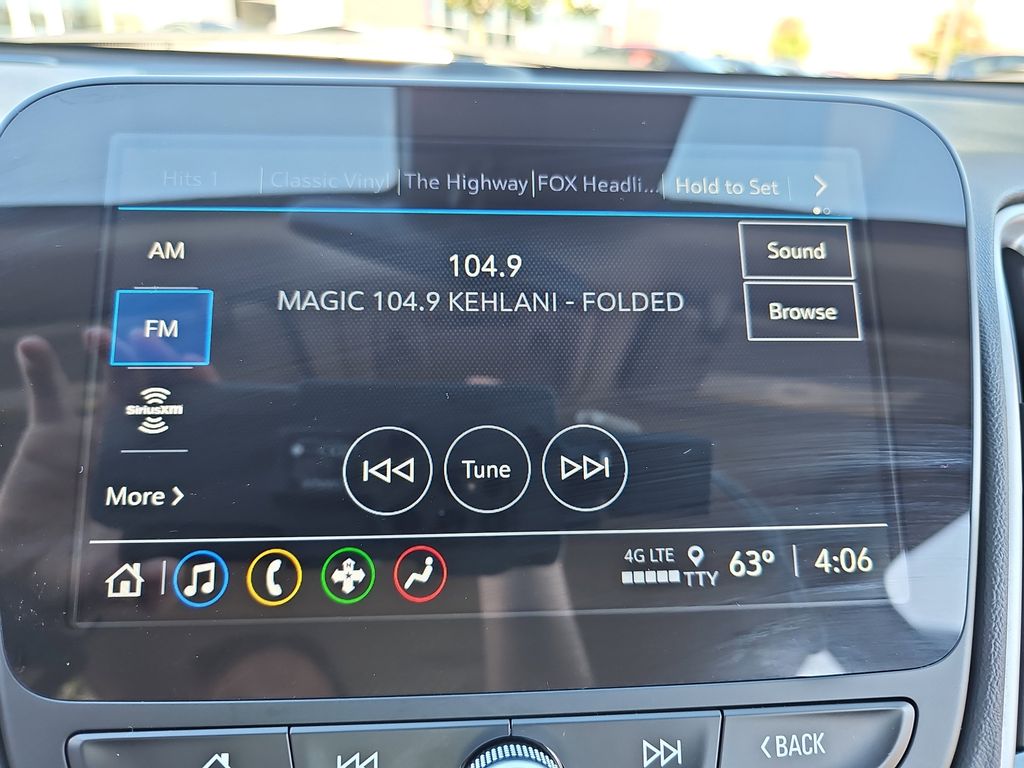 Hits 1 Classic Vinyl The Highway FOX Headli... Hold to Set
AM
104.9
Sound
MAGIC 104.9 KEHLANI - FOLDED
Browse
FM
SiriusXM
Tune
More
4G LTE
TTY
63° 4:06
BACK